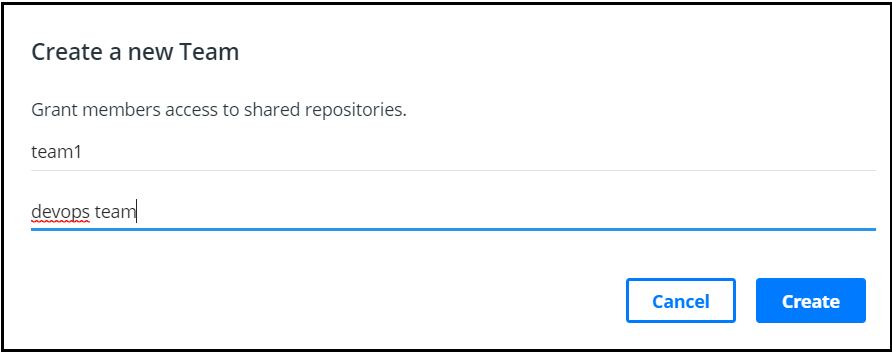 Create a new Team
Grant members access to shared repositories.
team1
devops team
Cancel Create